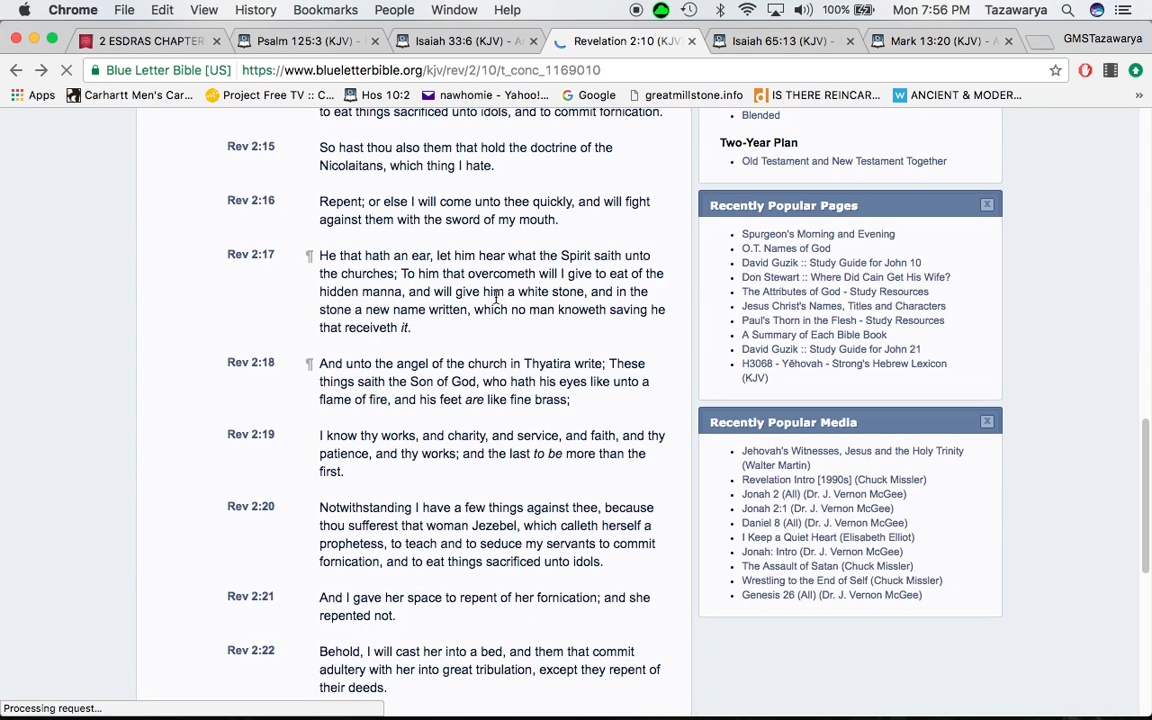 Chrome File Edit View History Bookmarks People Window Help 100% Mon 7:56 PM Tazawarya
2 ESDRAS CHAPTER Psalm 125:3 (KJV) - Isaiah 33:6 (KJV) - A Revelation 2:10 (KJV) Isaiah 65:13 (KJV) - Mark 13:20 (KJV) - A GMSTazawarya
Blue Letter Bible [US] https://www.blueletterbible.org/kjv/rev/2/10/t_conc_1169010
Apps Carhartt Men's Car... Project Free TV :: C... Hos 10:2 nawhomie - Yahoo!... Google greatmillstone.info IS THERE REINCAR... ANCIENT & MODER... »
to eat things sacrificed unto idols, and to commit fornication.
Rev 2:15 So hast thou also them that hold the doctrine of the
Nicolaitans, which thing I hate.
Rev 2:16 Repent; or else I will come unto thee quickly, and will fight
against them with the sword of my mouth.
Rev 2:17 ¶ He that hath an ear, let him hear what the Spirit saith unto
the churches; To him that overcometh will I give to eat of the
hidden manna, and will give him a white stone, and in the
stone a new name written, which no man knoweth saving he
that receiveth it.
Rev 2:18 ¶ And unto the angel of the church in Thyatira write; These
things saith the Son of God, who hath his eyes like unto a
flame of fire, and his feet are like fine brass;
Rev 2:19 I know thy works, and charity, and service, and faith, and thy
patience, and thy works; and the last to be more than the
first.
Rev 2:20 Notwithstanding I have a few things against thee, because
thou sufferest that woman Jezebel, which calleth herself a
prophetess, to teach and to seduce my servants to commit
fornication, and to eat things sacrificed unto idols.
Rev 2:21 And I gave her space to repent of her fornication; and she
repented not.
Rev 2:22 Behold, I will cast her into a bed, and them that commit
adultery with her into great tribulation, except they repent of
their deeds.
Blended
Two-Year Plan
Old Testament and New Testament Together
Recently Popular Pages
Spurgeon's Morning and Evening
O.T. Names of God
David Guzik :: Study Guide for John 10
Don Stewart :: Where Did Cain Get His Wife?
The Attributes of God - Study Resources
Jesus Christ's Names, Titles and Characters
Paul's Thorn in the Flesh - Study Resources
A Summary of Each Bible Book
David Guzik :: Study Guide for John 21
H3068 - Yĕhovah - Strong's Hebrew Lexicon
(KJV)
Recently Popular Media
Jehovah's Witnesses, Jesus and the Holy Trinity
(Walter Martin)
Revelation Intro [1990s] (Chuck Missler)
Jonah 2 (All) (Dr. J. Vernon McGee)
Jonah 2:1 (Dr. J. Vernon McGee)
Daniel 8 (All) (Dr. J. Vernon McGee)
I Keep a Quiet Heart (Elisabeth Elliot)
Jonah: Intro (Dr. J. Vernon McGee)
The Assault of Satan (Chuck Missler)
Wrestling to the End of Self (Chuck Missler)
Genesis 26 (All) (Dr. J. Vernon McGee)
Processing request...